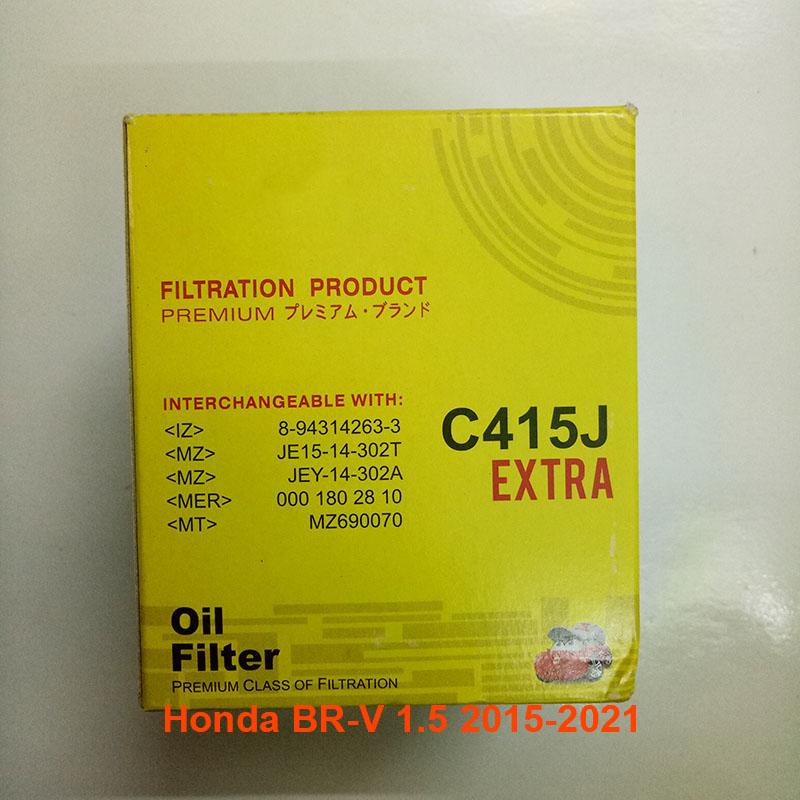 FILTRATION PRODUCT
PREMIUM プレミアム・ブランド
INTERCHANGEABLE WITH:
<IZ> 8-94314263-3
<MZ> JE15-14-302T
<MZ> JEY-14-302A
<MER> 000 180 28 10
<MT> MZ690070
C415J
EXTRA
Oil
Filter
PREMIUM CLASS OF FILTRATION
Honda BR-V 1.5 2015-2021